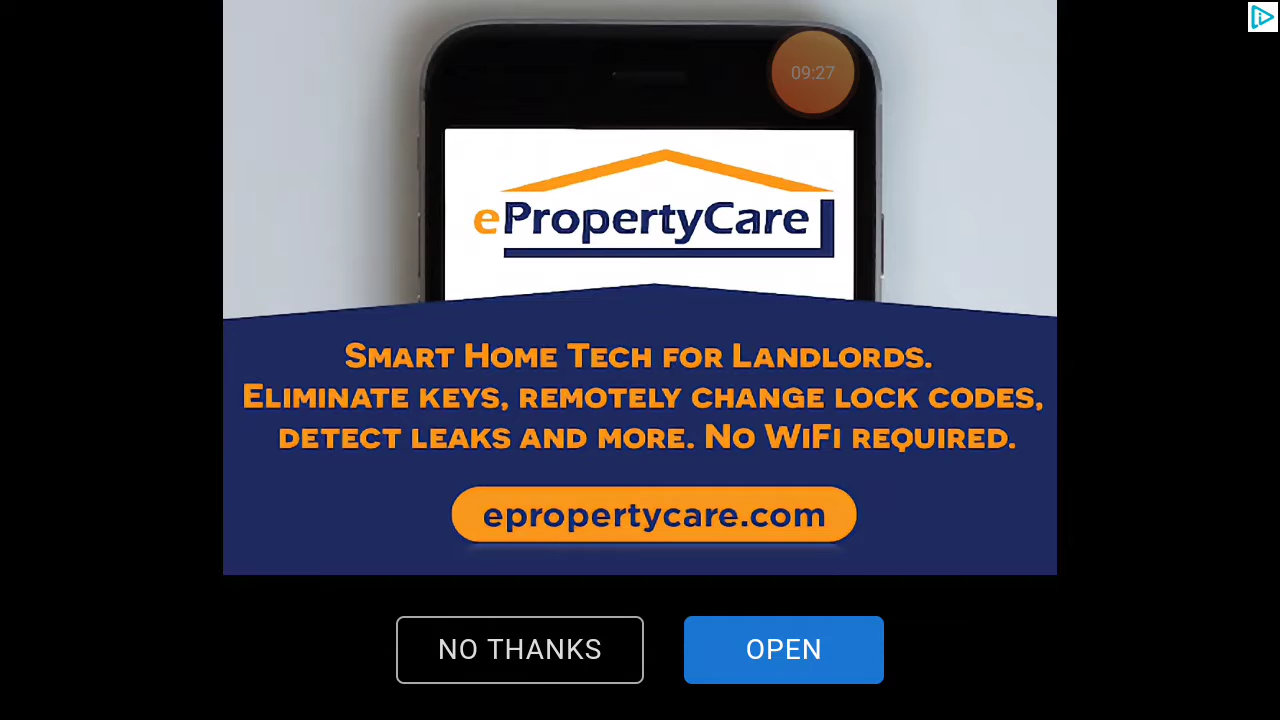 09:27
ePropertyCare
Smart Home Tech for Landlords.
Eliminate keys, remotely change lock codes,
detect leaks and more. No WiFi required.
epropertycare.com
NO THANKS
OPEN